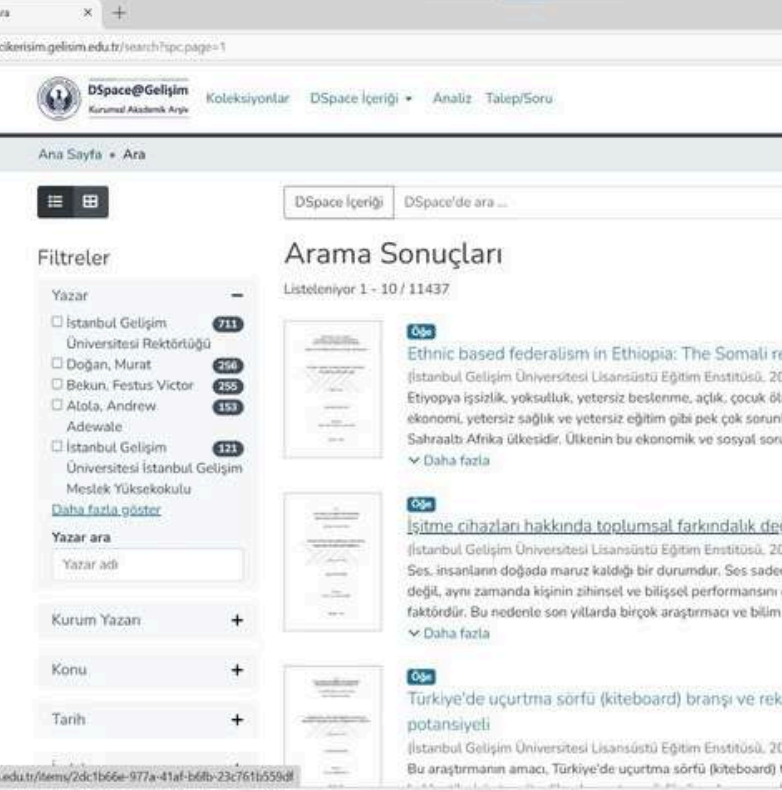 ra × +
cikerisim.gelisim.edu.tr/search?spc.page=1
DSpace@Gelişim
Kurumsal Akademik Arşiv
Koleksiyonlar DSpace İçeriği Analiz Talep/Soru
Ana Sayfa • Ara
DSpace İçeriği DSpace'de ara ...
Filtreler
Yazar −
İstanbul Gelişim 711
Üniversitesi Rektörlüğü
Doğan, Murat 256
Bekun, Festus Victor 255
Alola, Andrew 153
Adewale
İstanbul Gelişim 121
Üniversitesi İstanbul Gelişim
Meslek Yüksekokulu
Daha fazla göster
Yazar ara
Yazar adı
Kurum Yazarı +
Konu +
Tarih +
Arama Sonuçları
Listeleniyor 1 - 10 / 11437
Öğe
Ethnic based federalism in Ethiopia: The Somali re
(İstanbul Gelişim Üniversitesi Lisansüstü Eğitim Enstitüsü, 20
Etiyopya işsizlik, yoksulluk, yetersiz beslenme, açlık, çocuk öl
ekonomi, yetersiz sağlık ve yetersiz eğitim gibi pek çok sorunl
Sahraaltı Afrika ülkesidir. Ülkenin bu ekonomik ve sosyal soru
Daha fazla
Öğe
İşitme cihazları hakkında toplumsal farkındalık değ
(İstanbul Gelişim Üniversitesi Lisansüstü Eğitim Enstitüsü, 20
Ses, insanların doğada maruz kaldığı bir durumdur. Ses sadec
değil, aynı zamanda kişinin zihinsel ve bilişsel performansını
faktördür. Bu nedenle son yıllarda birçok araştırmacı ve bilim
Daha fazla
Öğe
Türkiye'de uçurtma sörfü (kiteboard) branşı ve rek
potansiyeli
(İstanbul Gelişim Üniversitesi Lisansüstü Eğitim Enstitüsü, 20
Bu araştırmanın amacı, Türkiye'de uçurtma sörfü (kiteboard) t
.edu.tr/items/2dc1b66e-977a-41af-b6fb-23c761b559df